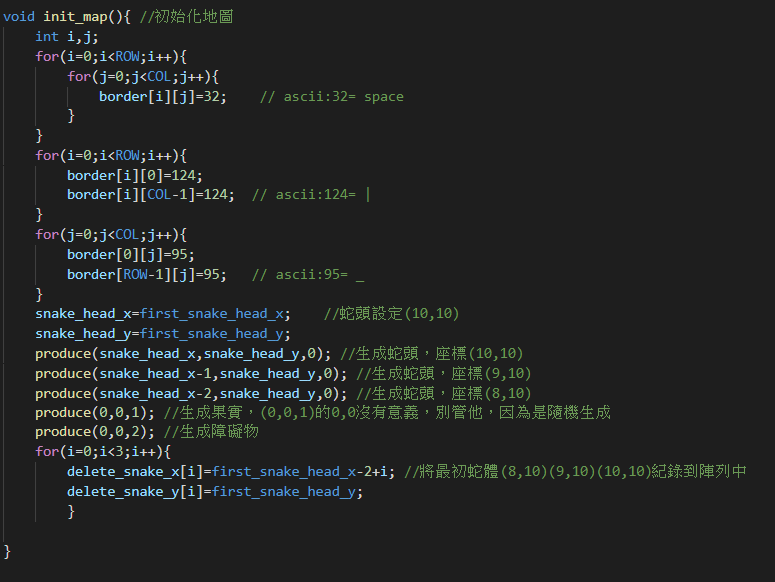 void init_map(){ //初始化地圖
    int i,j;
    for(i=0;i<ROW;i++){
        for(j=0;j<COL;j++){
            border[i][j]=32;    // ascii:32= space
        }
    }
    for(i=0;i<ROW;i++){
        border[i][0]=124;
        border[i][COL-1]=124;  // ascii:124= |
    }
    for(j=0;j<COL;j++){
        border[0][j]=95;
        border[ROW-1][j]=95;   // ascii:95= _
    }
    snake_head_x=first_snake_head_x;    //蛇頭設定(10,10)
    snake_head_y=first_snake_head_y;
    produce(snake_head_x,snake_head_y,0); //生成蛇頭，座標(10,10)
    produce(snake_head_x-1,snake_head_y,0); //生成蛇頭，座標(9,10)
    produce(snake_head_x-2,snake_head_y,0); //生成蛇頭，座標(8,10)
    produce(0,0,1); //生成果實，(0,0,1)的0,0沒有意義，別管他，因為是隨機生成
    produce(0,0,2); //生成障礙物
    for(i=0;i<3;i++){
        delete_snake_x[i]=first_snake_head_x-2+i; //將最初蛇體(8,10)(9,10)(10,10)紀錄到陣列中
        delete_snake_y[i]=first_snake_head_y;
        }
}